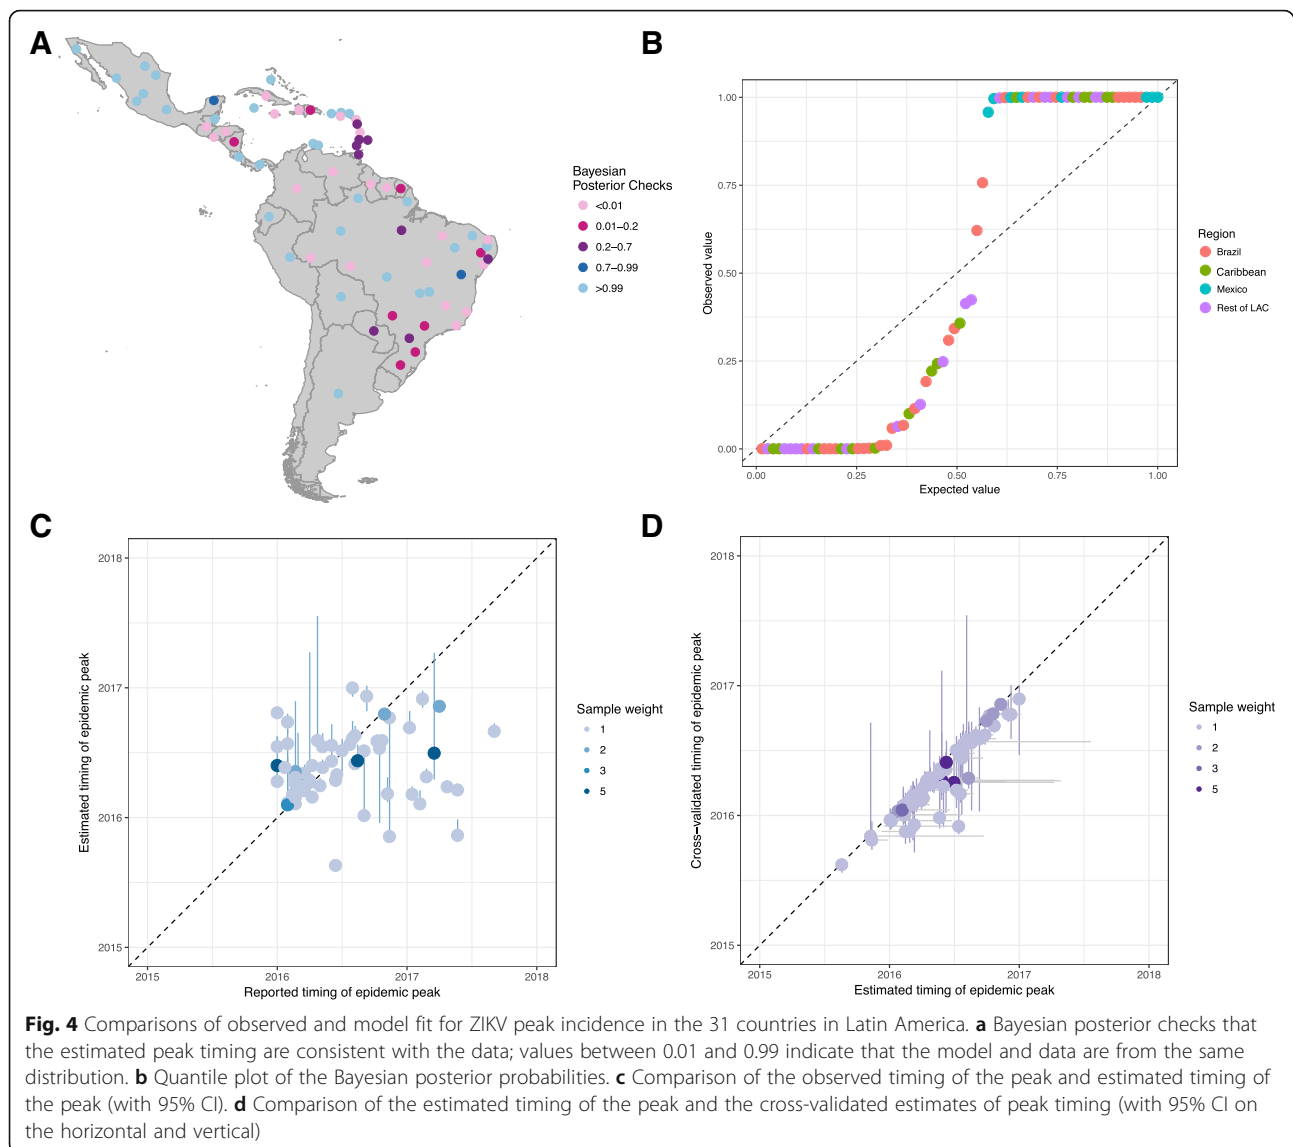 A
Bayesian
Posterior Checks
<0.01
0.01–0.2
0.2–0.7
0.7–0.99
>0.99
B
1.00
0.75
0.50
0.25
0.00
Observed value
0.00 0.25 0.50 0.75 1.00
Expected value
Region
Brazil
Caribbean
Mexico
Rest of LAC
C
2018
2017
2016
2015
Estimated timing of epidemic peak
2015 2016 2017 2018
Reported timing of epidemic peak
Sample weight
1
2
3
5
D
2018
2017
2016
2015
Cross−validated timing of epidemic peak
2015 2016 2017 2018
Estimated timing of epidemic peak
Sample weight
1
2
3
5
Fig. 4 Comparisons of observed and model fit for ZIKV peak incidence in the 31 countries in Latin America. a Bayesian posterior checks that
the estimated peak timing are consistent with the data; values between 0.01 and 0.99 indicate that the model and data are from the same
distribution. b Quantile plot of the Bayesian posterior probabilities. c Comparison of the observed timing of the peak and estimated timing of
the peak (with 95% CI). d Comparison of the estimated timing of the peak and the cross-validated estimates of peak timing (with 95% CI on
the horizontal and vertical)